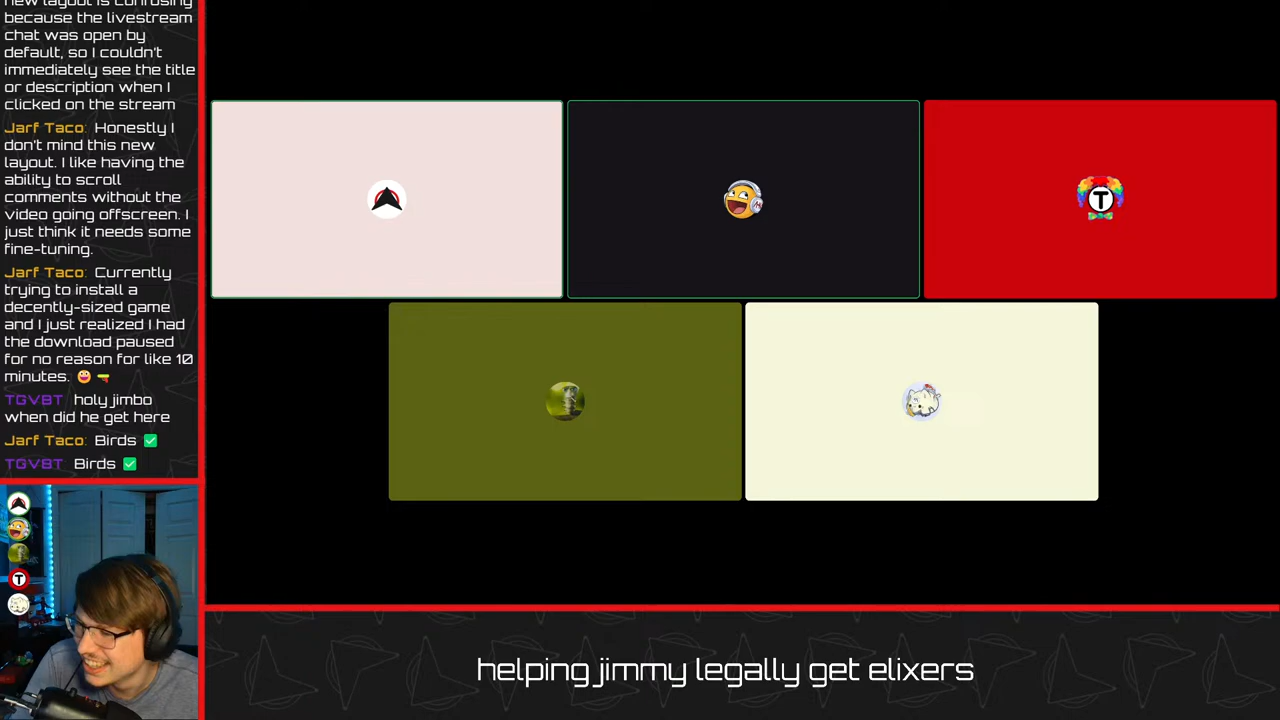 new layout is confusing
because the livestream
chat was open by
default, so I couldn't
immediately see the title
or description when I
clicked on the stream
Jarf Taco: Honestly I
don't mind this new
layout. I like having the
ability to scroll
comments without the
video going offscreen. I
just think it needs some
fine-tuning.
Jarf Taco: Currently
trying to install a
decently-sized game
and I just realized I had
the download paused
for no reason for like 10
minutes.
TGVBT: holy jimbo
when did he get here
Jarf Taco: Birds ✅
TGVBT: Birds ✅
T
T
helping jimmy legally get elixers